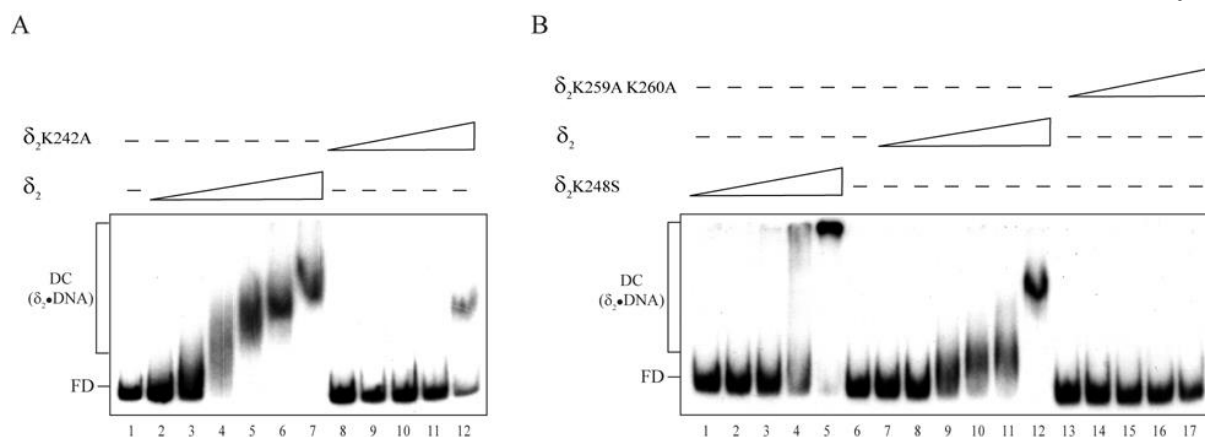 A
δ₂K242A – – – – – – –
δ₂ – – – – – –
DC
(δ₂•DNA)
FD
1 2 3 4 5 6 7 8 9 10 11 12
B
δ₂K259A K260A – – – – – – – – – – – –
δ₂ – – – – – – – – – – –
δ₂K248S – – – – – – – – – – – –
DC
(δ₂•DNA)
FD
1 2 3 4 5 6 7 8 9 10 11 12 13 14 15 16 17